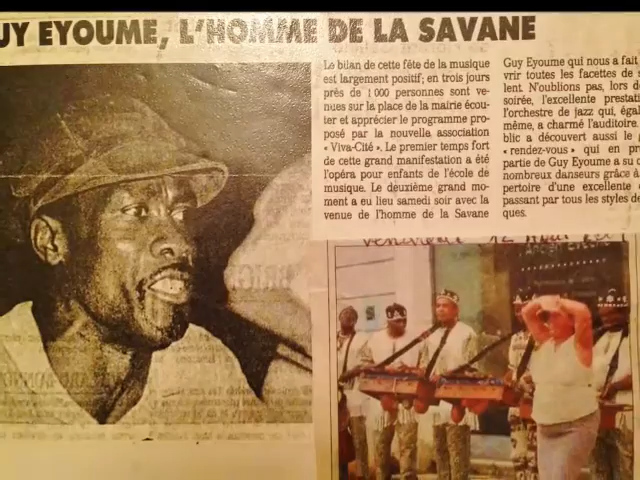 UY EYOUME, L'HOMME DE LA SAVANE
Le bilan de cette fête de la musique
est largement positif; en trois jours
près de 1 000 personnes sont ve-
nues sur la place de la mairie écou-
ter et apprécier le programme pro-
posé par la nouvelle association
« Viva-Cité ». Le premier temps fort
de cette grand manifestation a été
l'opéra pour enfants de l'école de
musique. Le deuxième grand mo-
ment a eu lieu samedi soir avec la
venue de l'homme de la Savane
Guy Eyoume qui nous a fait
vrir toutes les facettes de s
lent. N'oublions pas, lors de
soirée, l'excellente prestati
l'orchestre de jazz qui, égal
même, a charmé l'auditoire.
blic a découvert aussi le g
« rendez-vous » qui en pr
partie de Guy Eyoume a su c
nombreux danseurs grâce à
pertoire d'une excellente
passant par tous les styles de
ques.
vendredi 12